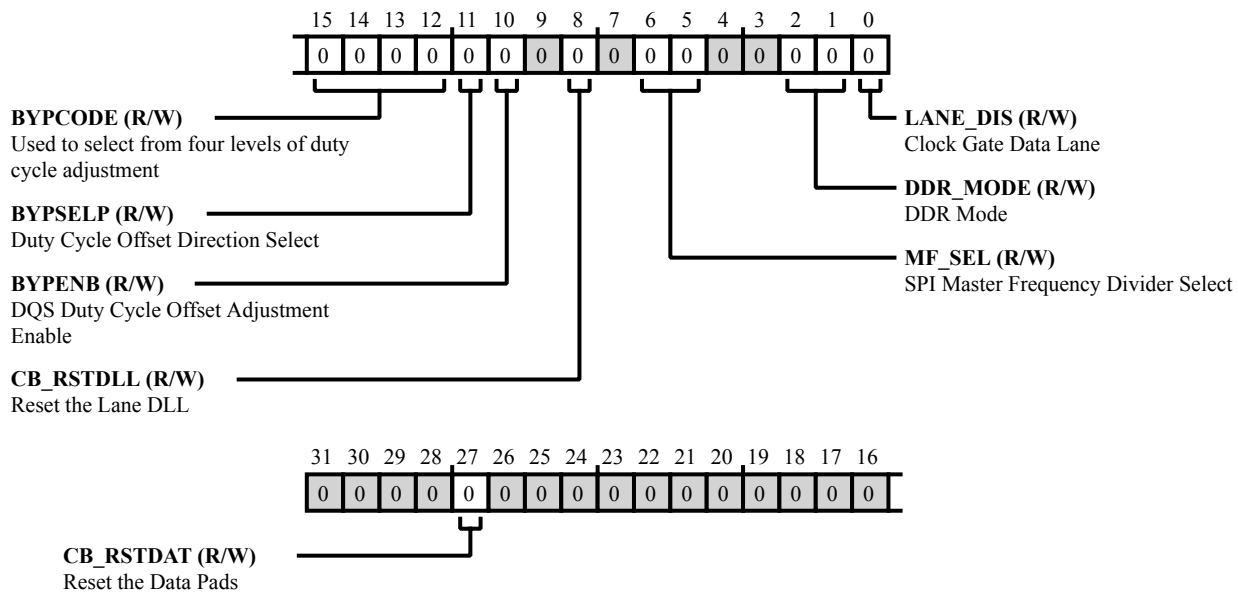 15 14 13 12 11 10 9 8 7 6 5 4 3 2 1 0
0 0 0 0 0 0 0 0 0 0 0 0 0 0 0 0
BYPCODE (R/W)
Used to select from four levels of duty
cycle adjustment
BYPSELP (R/W)
Duty Cycle Offset Direction Select
BYPENB (R/W)
DQS Duty Cycle Offset Adjustment
Enable
CB_RSTDLL (R/W)
Reset the Lane DLL
LANE_DIS (R/W)
Clock Gate Data Lane
DDR_MODE (R/W)
DDR Mode
MF_SEL (R/W)
SPI Master Frequency Divider Select
31 30 29 28 27 26 25 24 23 22 21 20 19 18 17 16
0 0 0 0 0 0 0 0 0 0 0 0 0 0 0 0
CB_RSTDAT (R/W)
Reset the Data Pads